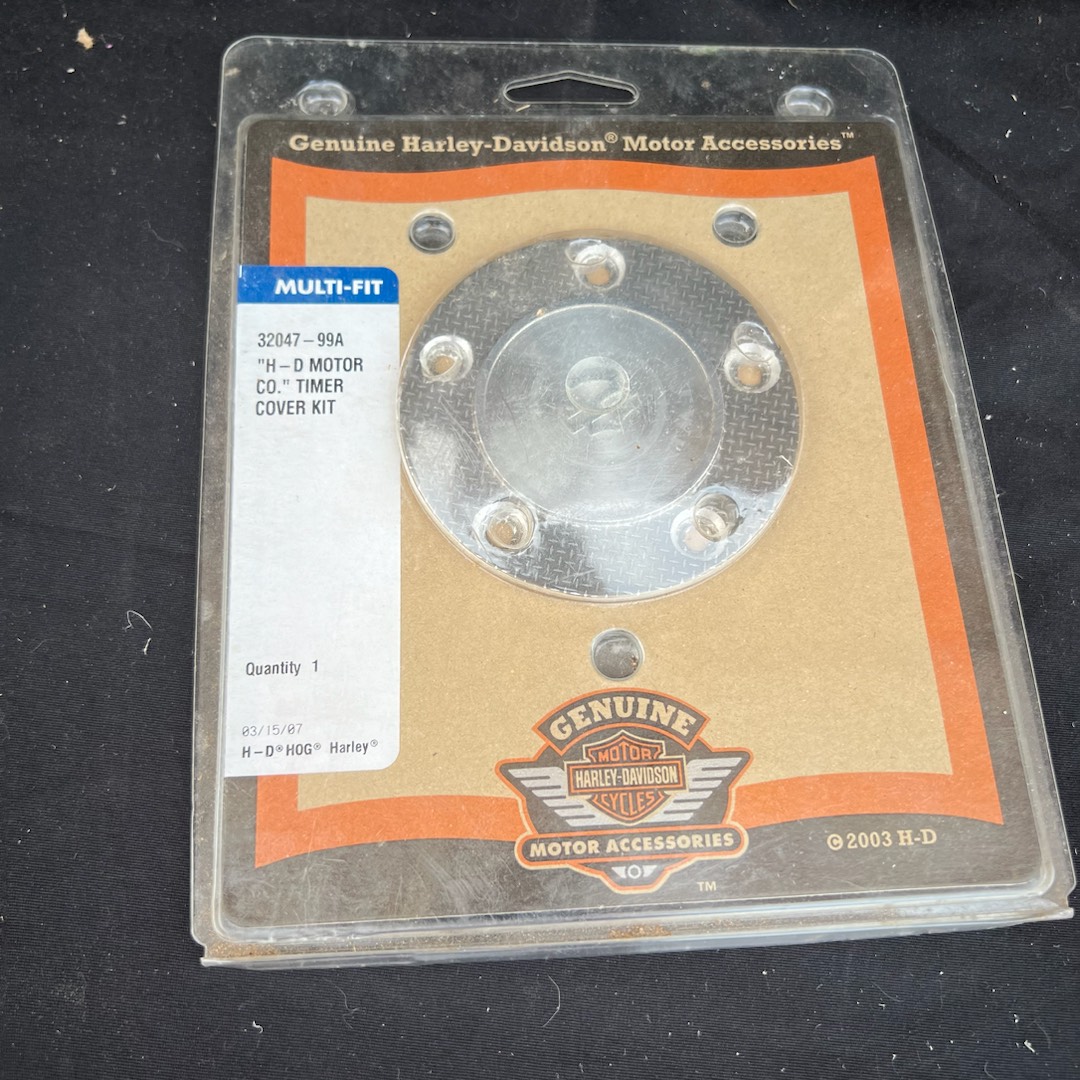 Genuine Harley-Davidson® Motor Accessories™
MULTI-FIT
32047-99A
"H-D MOTOR
CO." TIMER
COVER KIT
Quantity 1
03/15/07
H-D® HOG® Harley®
GENUINE
MOTOR
HARLEY-DAVIDSON
CYCLES
MOTOR ACCESSORIES
TM
©2003 H-D